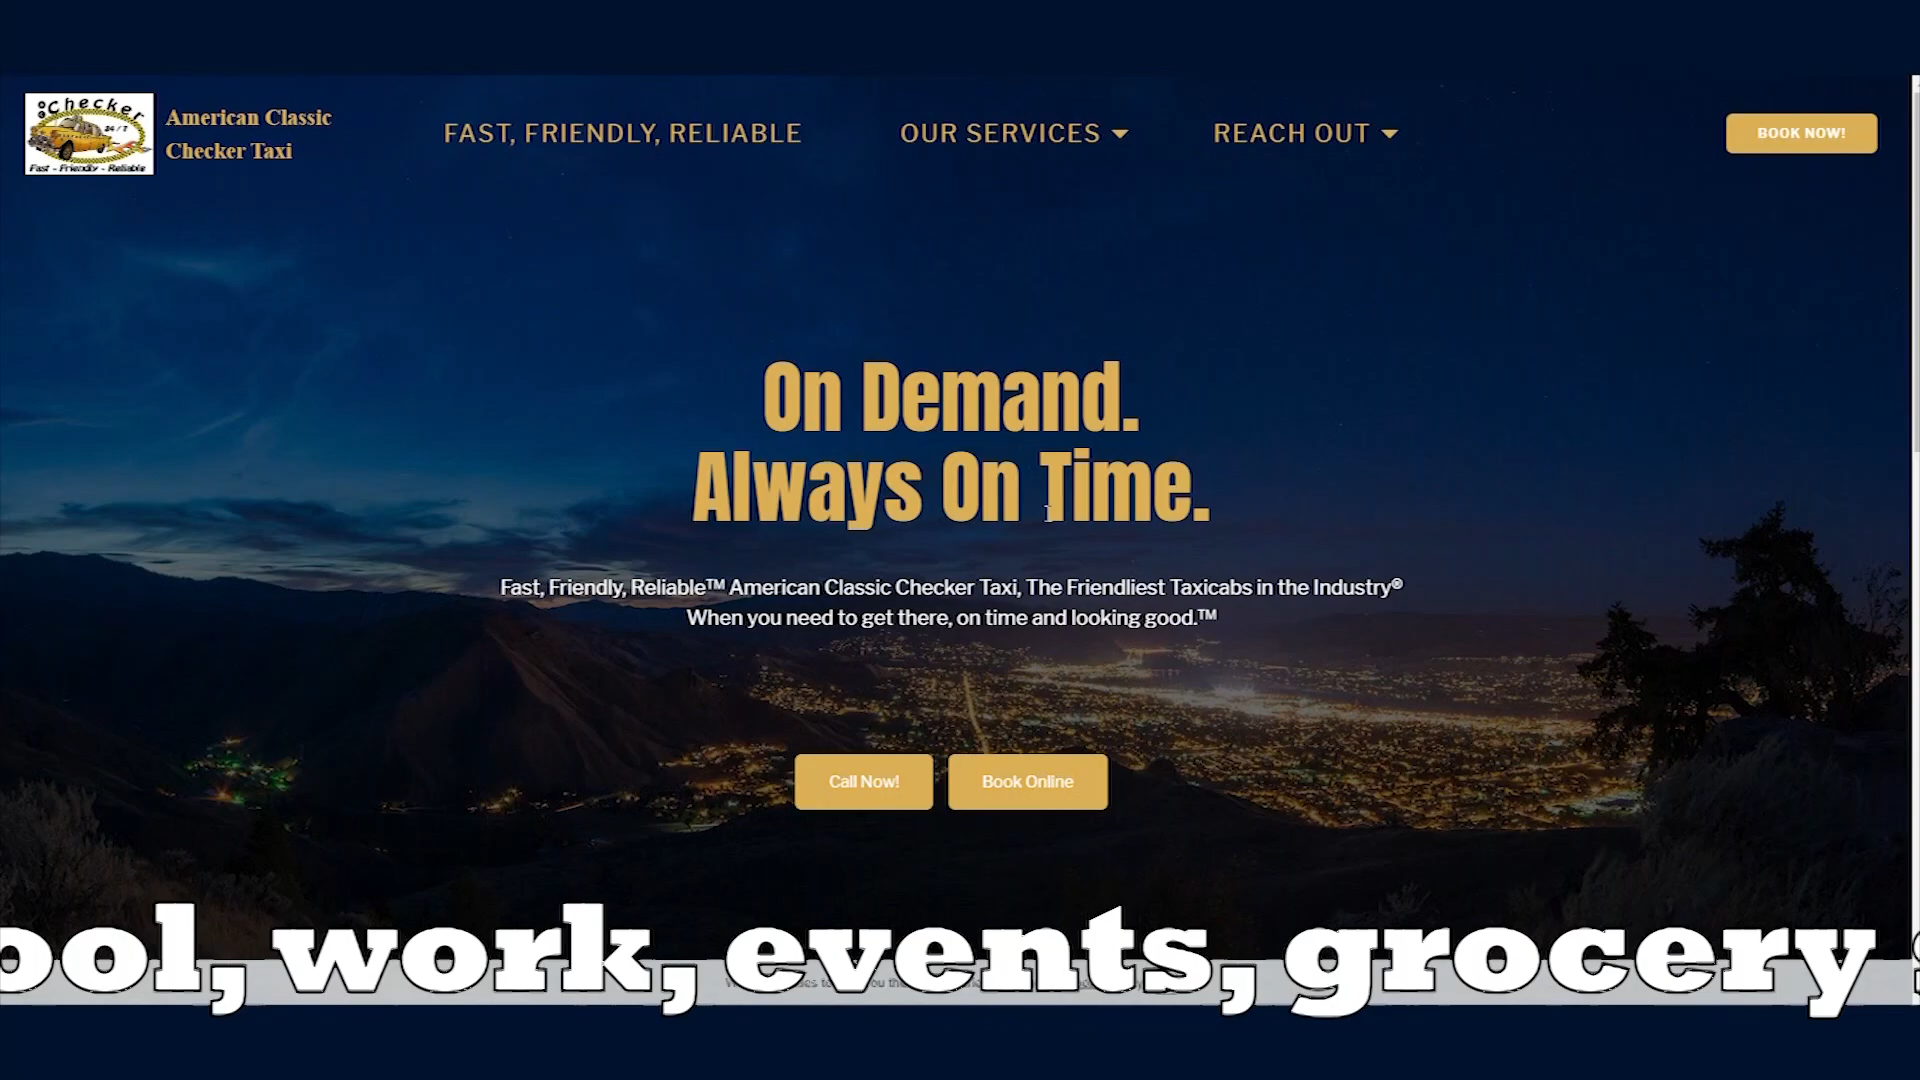 Checker
24/7
Fast - Friendly - Reliable
American Classic
Checker Taxi
FAST, FRIENDLY, RELIABLE
OUR SERVICES
REACH OUT
BOOK NOW!
On Demand.
Always On Time.
Fast, Friendly, Reliable™ American Classic Checker Taxi, The Friendliest Taxicabs in the Industry®
When you need to get there, on time and looking good.™
Call Now!
Book Online
ool, work, events, grocery